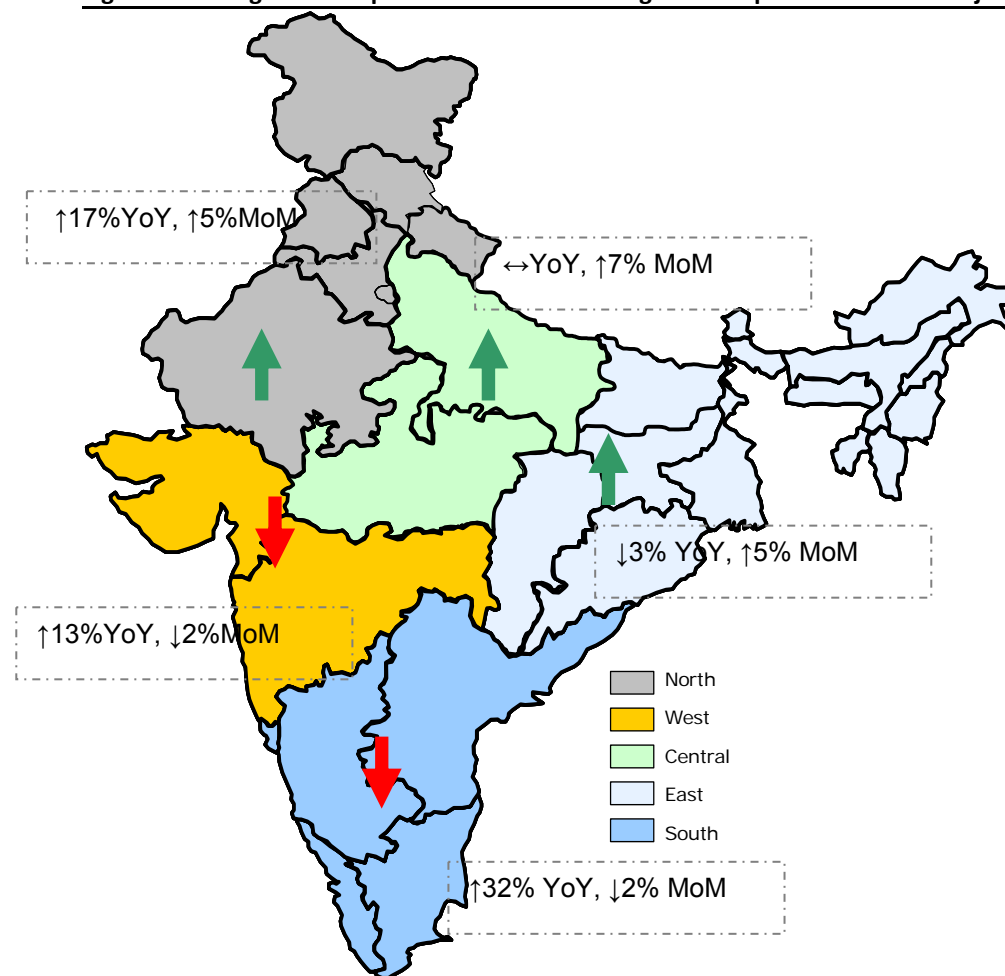 ↑17%YoY, ↑5%MoM
↔YoY, ↑7% MoM
↓3% YoY, ↑5% MoM
↑13%YoY, ↓2%MoM
North
West
Central
East
South
↑32% YoY, ↓2% MoM